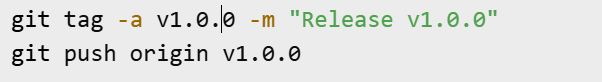 git tag -a v1.0.0 -m "Release v1.0.0"
git push origin v1.0.0